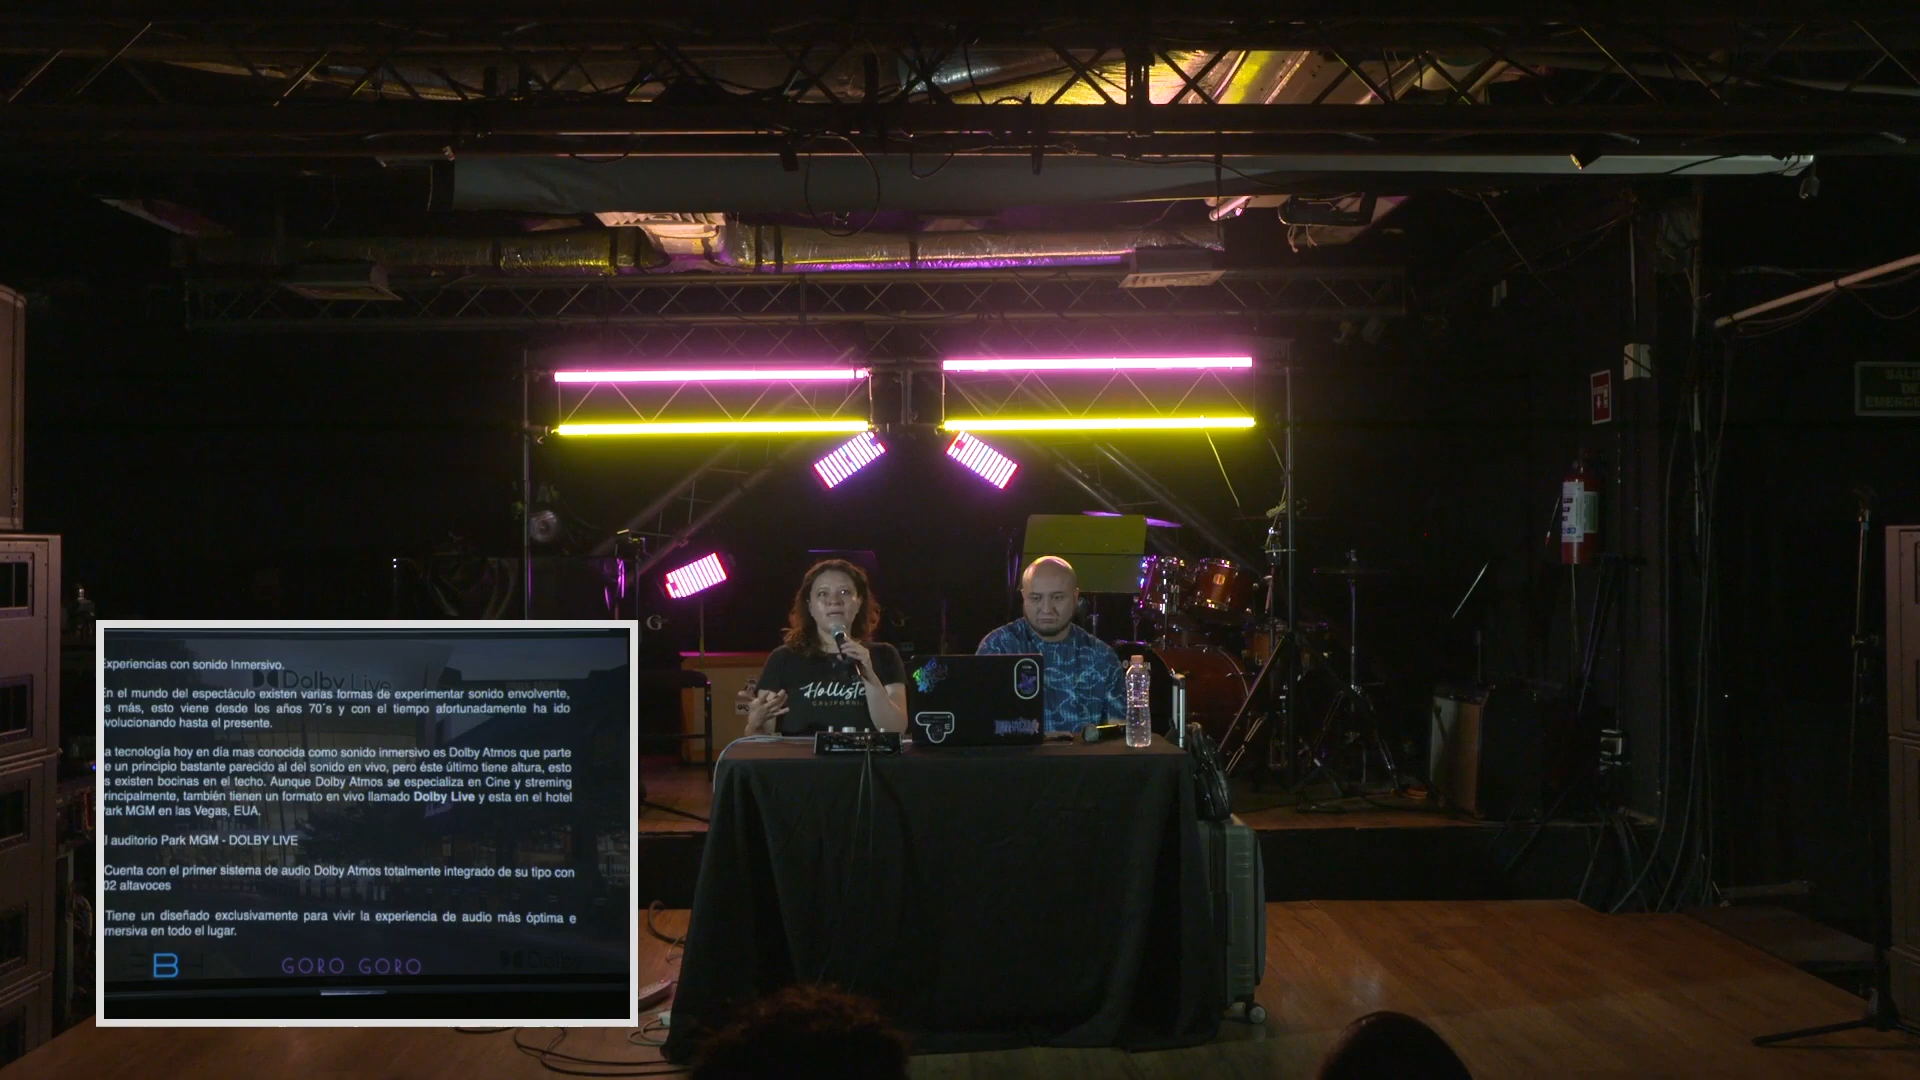 xperiencias con sonido Inmersivo.
Dolby Live
n el mundo del espectáculo existen varias formas de experimentar sonido envolvente,
s más, esto viene desde los años 70´s y con el tiempo afortunadamente ha ido
volucionando hasta el presente.
a tecnología hoy en día mas conocida como sonido inmersivo es Dolby Atmos que parte
e un principio bastante parecido al del sonido en vivo, pero éste último tiene altura, esto
s existen bocinas en el techo. Aunque Dolby Atmos se especializa en Cine y streming
rincipalmente, también tienen un formato en vivo llamado Dolby Live y esta en el hotel
ark MGM en las Vegas, EUA.
l auditorio Park MGM - DOLBY LIVE
Cuenta con el primer sistema de audio Dolby Atmos totalmente integrado de su tipo con
02 altavoces
Tiene un diseñado exclusivamente para vivir la experiencia de audio más óptima e
mersiva en todo el lugar.
B
GORO GORO
Hollister
CALIFORNIA
G